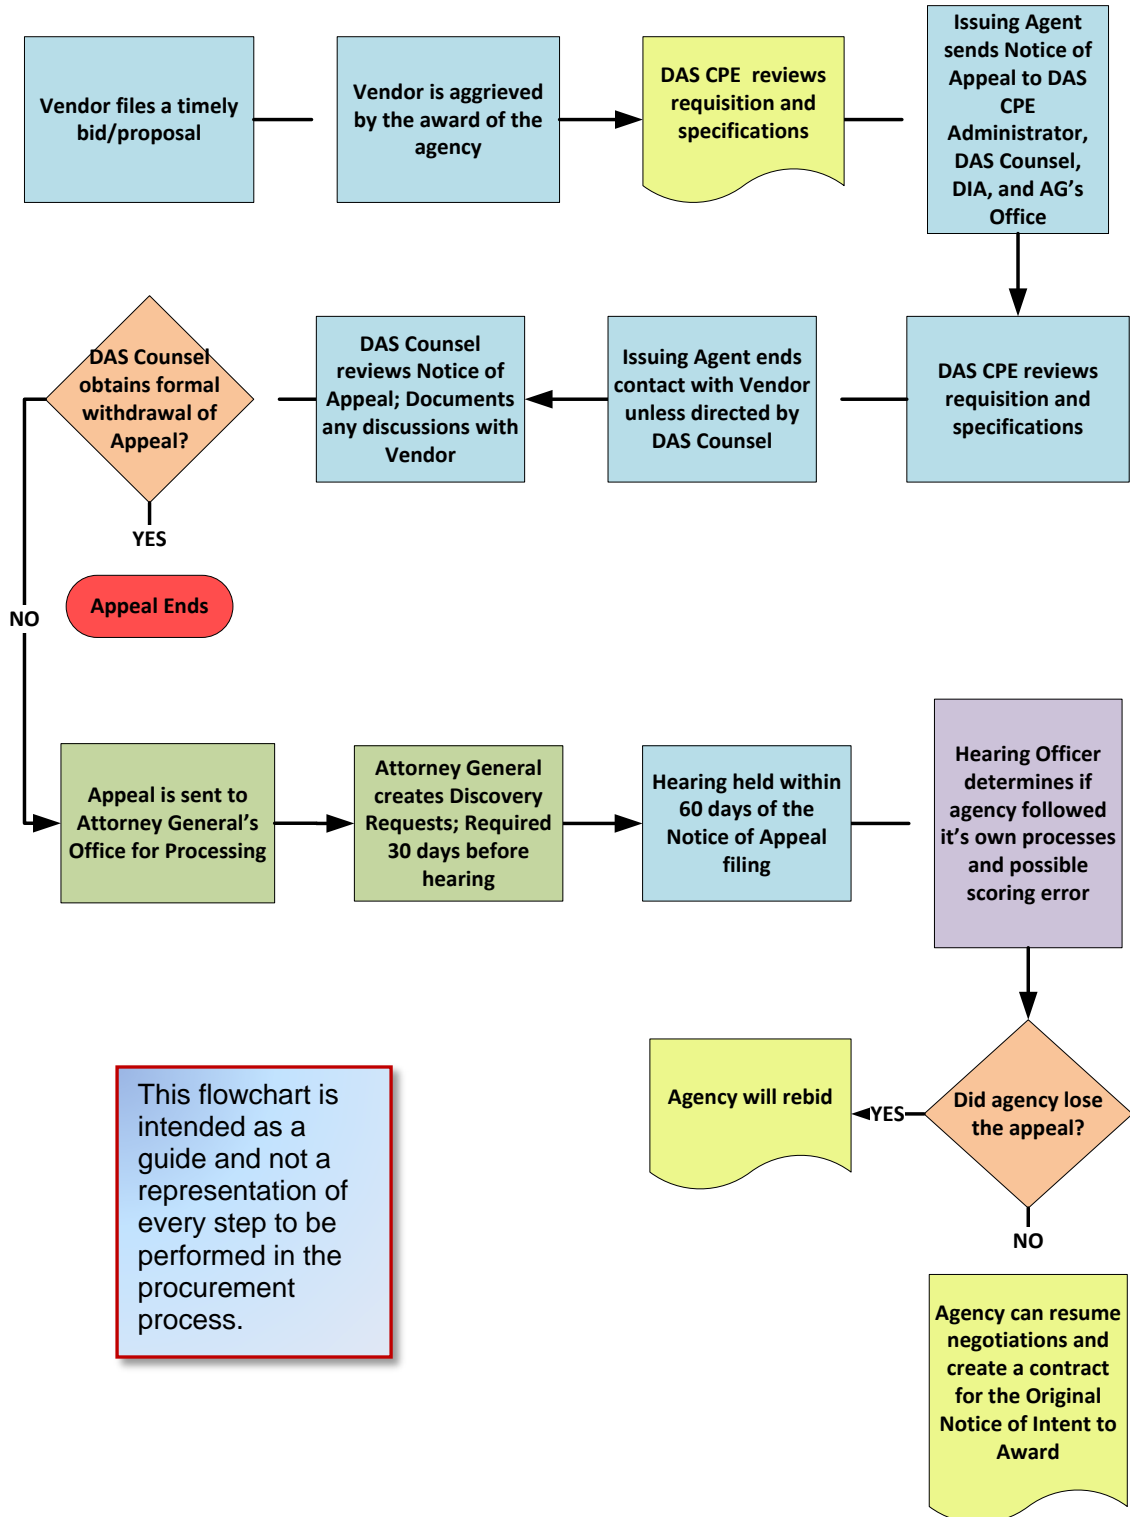 Vendor files a timely
bid/proposal
Vendor is aggrieved
by the award of the
agency
DAS CPE  reviews
requisition and
specifications
Issuing Agent
sends Notice of
Appeal to DAS
CPE
Administrator,
DAS Counsel,
DIA, and AG’s
Office
DAS CPE reviews
requisition and
specifications
Issuing Agent ends
contact with Vendor
unless directed by
DAS Counsel
DAS Counsel
reviews Notice of
Appeal; Documents
any discussions with
Vendor
DAS Counsel
obtains formal
withdrawal of
Appeal?
YES
Appeal Ends
NO
Appeal is sent to
Attorney General’s
Office for Processing
Attorney General
creates Discovery
Requests; Required
30 days before
hearing
Hearing held within
60 days of the
Notice of Appeal
filing
Hearing Officer
determines if
agency followed
it’s own processes
and possible
scoring error
Did agency lose
the appeal?
YES
Agency will rebid
NO
Agency can resume
negotiations and
create a contract
for the Original
Notice of Intent to
Award
This flowchart is
intended as a
guide and not a
representation of
every step to be
performed in the
procurement
process.